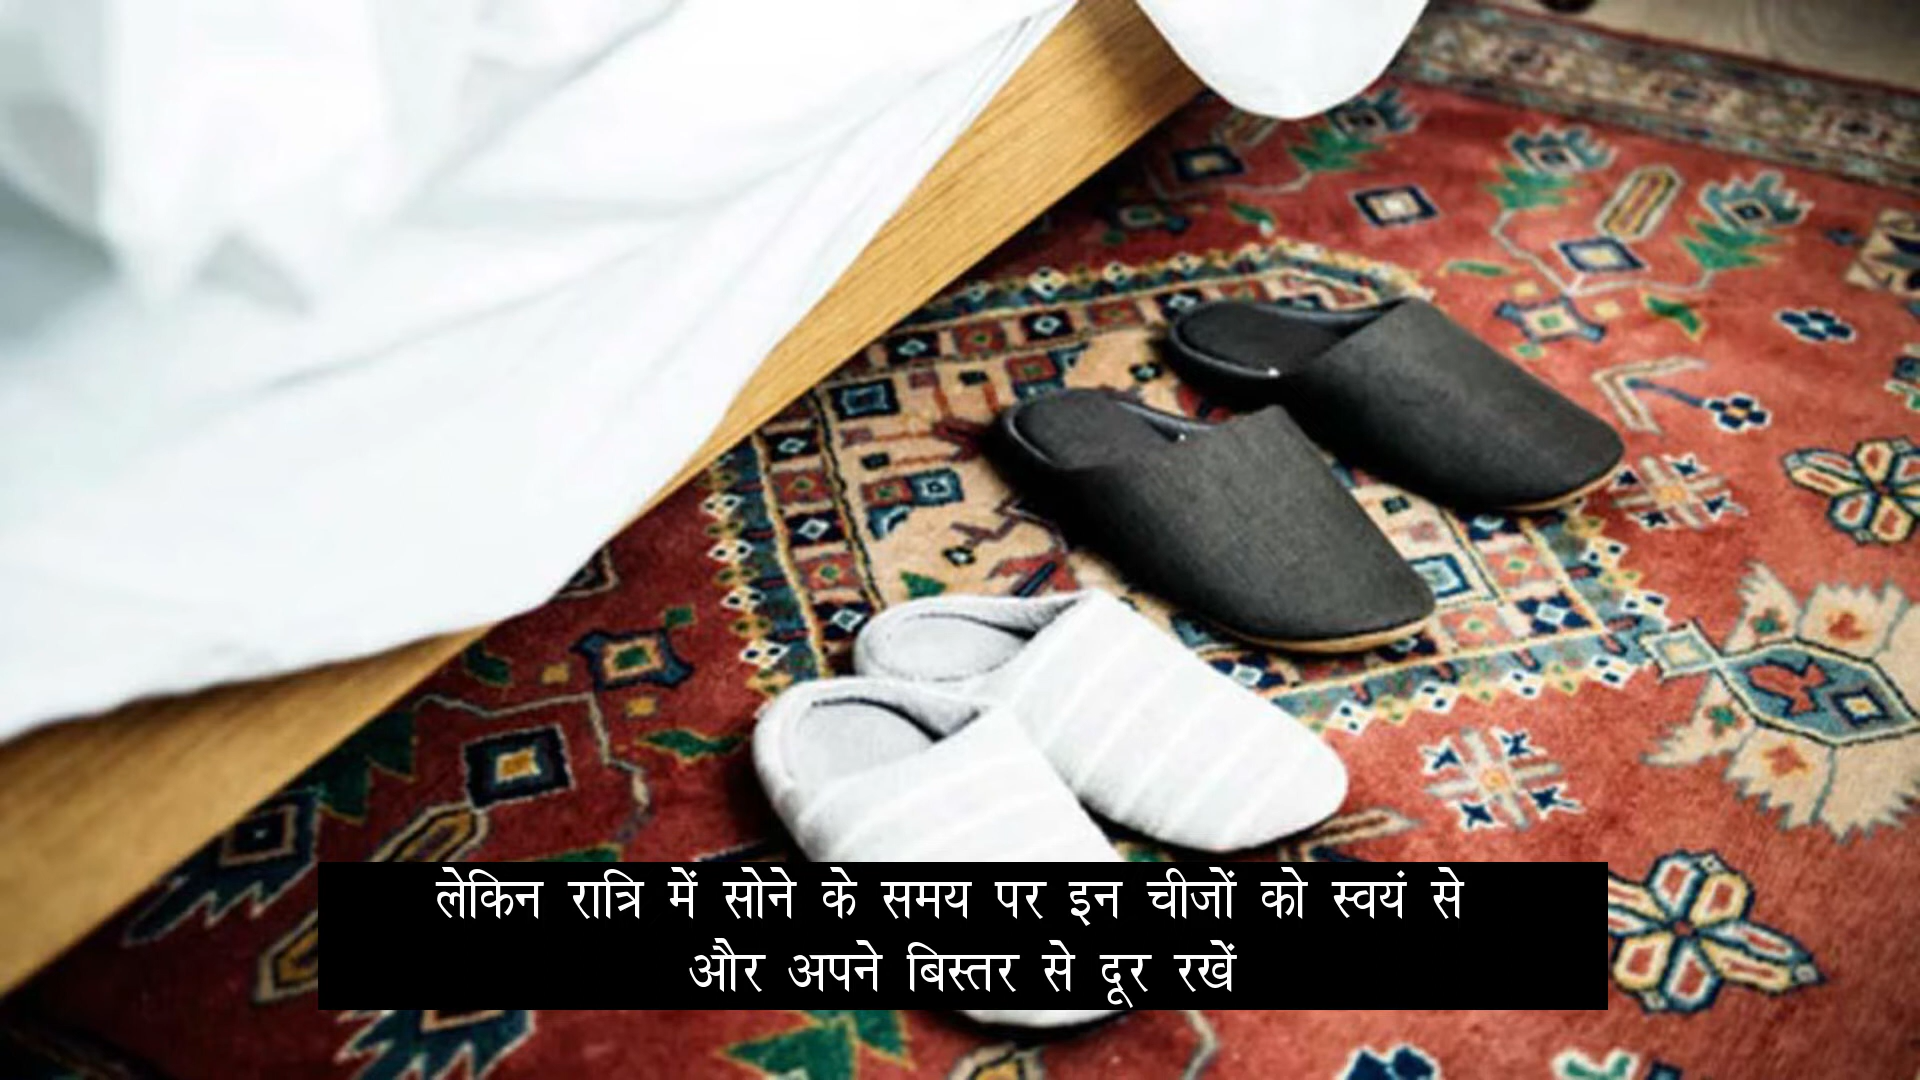 लेकिन रात्रि में सोने के समय पर इन चीजों को स्वयं से
और अपने बिस्तर से दूर रखें